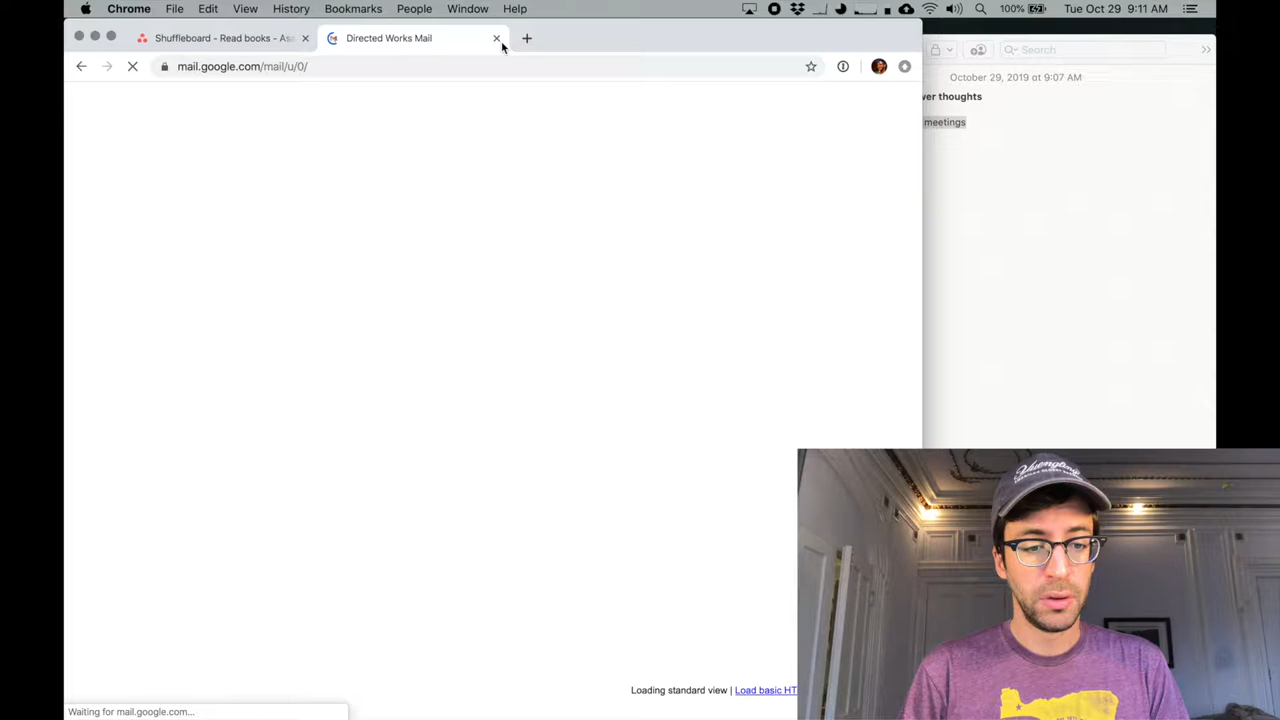 Chrome File Edit View History Bookmarks People Window Help 100% Tue Oct 29 9:11 AM
Shuffleboard - Read books - Asa
Directed Works Mail
mail.google.com/mail/u/0/
Search
October 29, 2019 at 9:07 AM
thoughts
meetings
Yuengling
Loading standard view | Load basic HT
Waiting for mail.google.com...